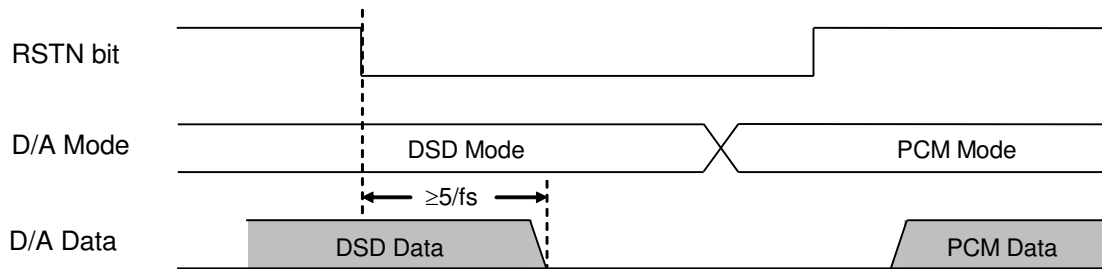 RSTN bit
D/A Mode
DSD Mode
PCM Mode
≥5/fs
D/A Data
DSD Data
PCM Data